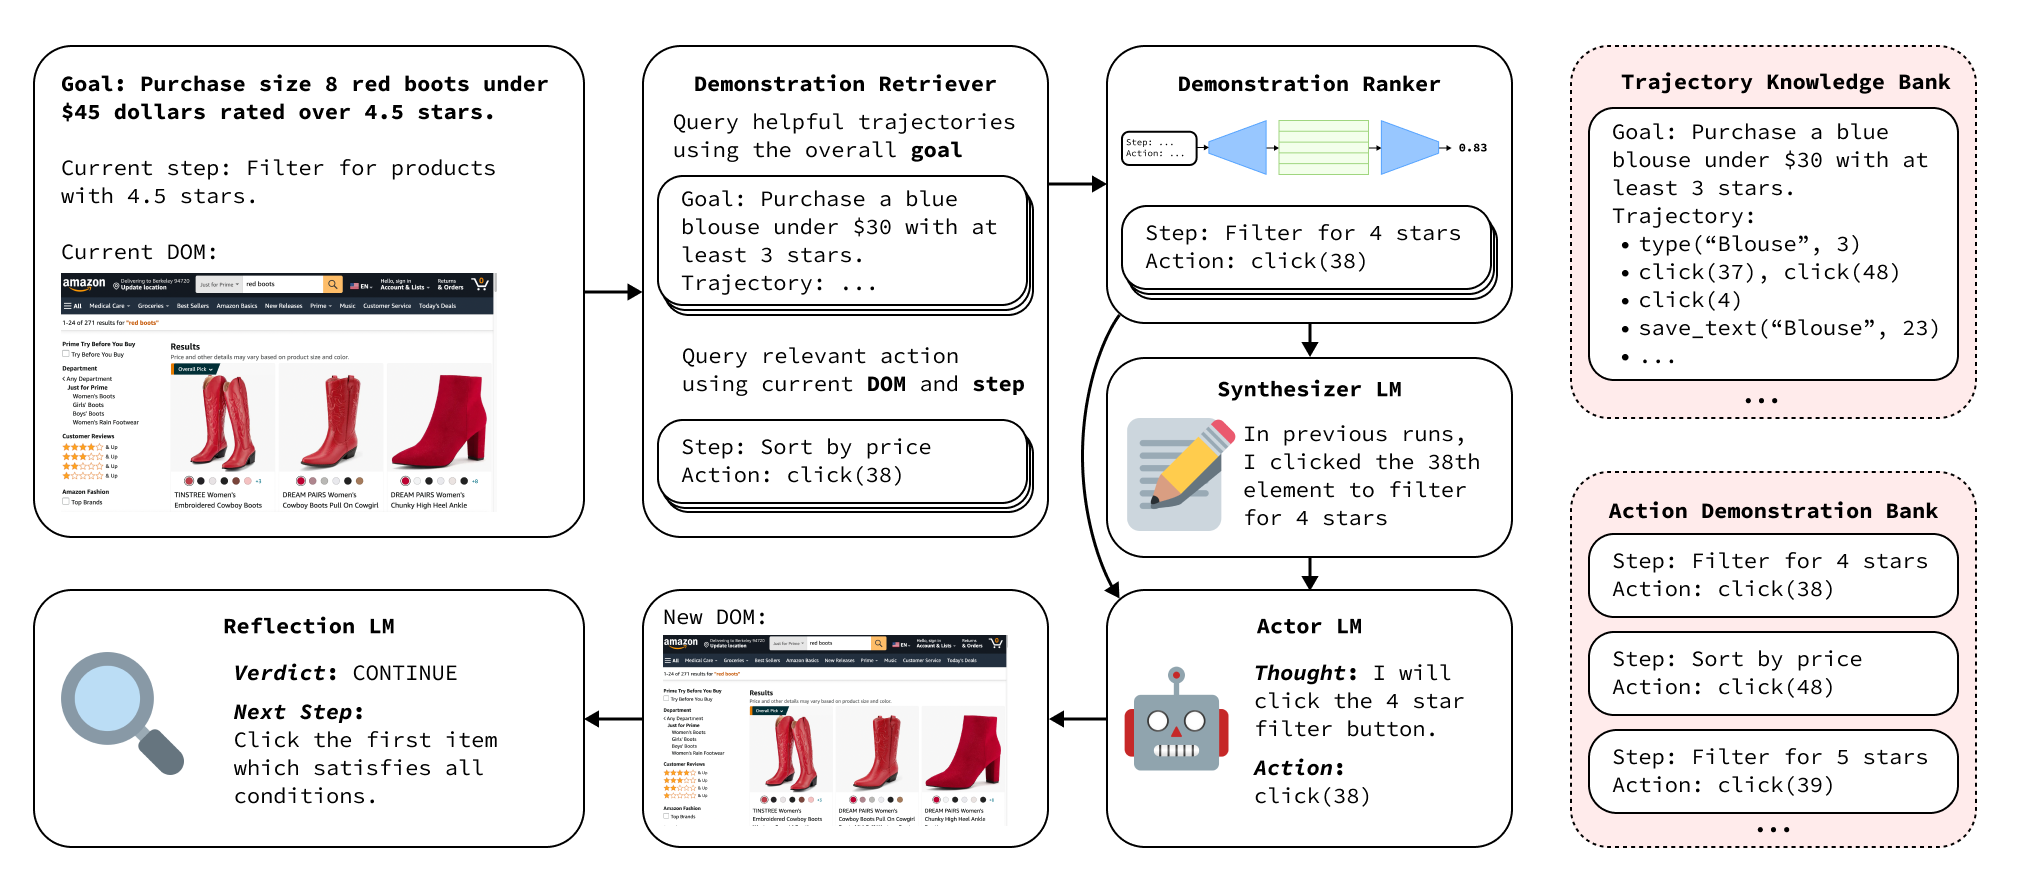 Goal: Purchase size 8 red boots under
$45 dollars rated over 4.5 stars.
Current step: Filter for products
with 4.5 stars.
Current DOM:
amazon
Delivering to Berkeley 94720
Update location
Just for Prime
red boots
EN
Hello, sign in
Account & Lists
Returns
& Orders
0
All Medical Care Groceries Best Sellers Amazon Basics New Releases Prime Music Customer Service Today's Deals
1-24 of 271 results for "red boots"
Prime Try Before You Buy
Try Before You Buy
Department
< Any Department
Just for Prime
Women's Boots
Girls' Boots
Boys' Boots
Women's Rain Footwear
Customer Reviews
& Up
& Up
& Up
& Up
Amazon Fashion
Top Brands
Results
Price and other details may vary based on product size and color.
Overall Pick
+3
+8
TINSTREE Women's
Embroidered Cowboy Boots
DREAM PAIRS Women's
Cowboy Boots Pull On Cowgirl
DREAM PAIRS Women's
Chunky High Heel Ankle
Demonstration Retriever
Query helpful trajectories
using the overall goal
Goal: Purchase a blue
blouse under $30 with at
least 3 stars.
Trajectory: ...
Query relevant action
using current DOM and step
Step: Sort by price
Action: click(38)
Demonstration Ranker
Step: ...
Action: ...
0.83
Step: Filter for 4 stars
Action: click(38)
Synthesizer LM
In previous runs,
I clicked the 38th
element to filter
for 4 stars
Actor LM
Thought: I will
click the 4 star
filter button.
Action:
click(38)
New DOM:
amazon
Delivering to Berkeley 94720
Update location
Just for Prime
red boots
EN
Hello, sign in
Account & Lists
Returns
& Orders
0
All Medical Care Groceries Best Sellers Amazon Basics New Releases Prime Music Customer Service Today's Deals
1-24 of 271 results for "red boots"
Prime Try Before You Buy
Try Before You Buy
Department
< Any Department
Just for Prime
Women's Boots
Girls' Boots
Boys' Boots
Women's Rain Footwear
Customer Reviews
& Up
& Up
& Up
& Up
Amazon Fashion
Top Brands
Results
Price and other details may vary based on product size and color.
Overall Pick
TINSTREE Women's
Embroidered Cowboy Boots
DREAM PAIRS Women's
Cowboy Boots Pull On Cowgirl
DREAM PAIRS Women's
Chunky High Heel Ankle
Reflection LM
Verdict: CONTINUE
Next Step:
Click the first item
which satisfies all
conditions.
Trajectory Knowledge Bank
Goal: Purchase a blue
blouse under $30 with at
least 3 stars.
Trajectory:
• type(“Blouse”, 3)
• click(37), click(48)
• click(4)
• save_text(“Blouse”, 23)
• ...
...
Action Demonstration Bank
Step: Filter for 4 stars
Action: click(38)
Step: Sort by price
Action: click(48)
Step: Filter for 5 stars
Action: click(39)
...